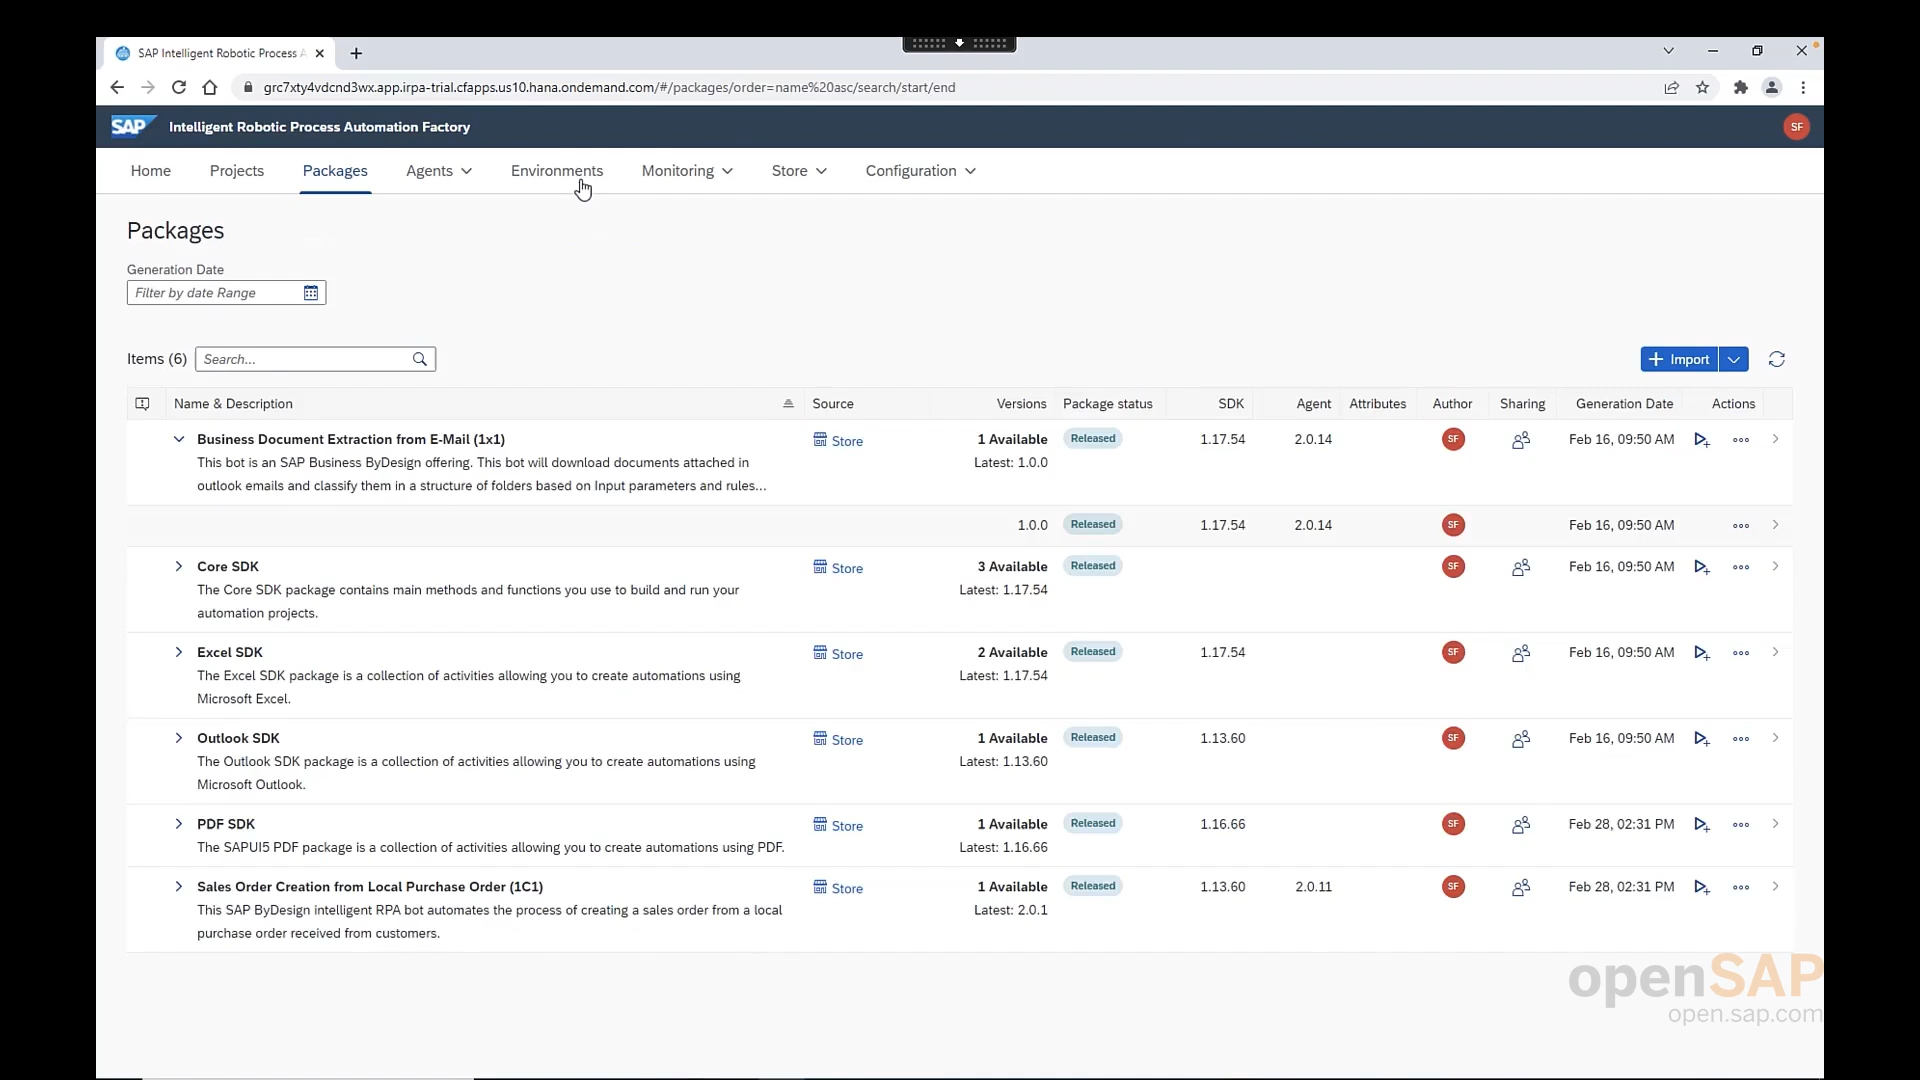 SAP Intelligent Robotic Process A
grc7xty4vdcnd3wx.app.irpa-trial.cfapps.us10.hana.ondemand.com/#/packages/order=name%20asc/search/start/end
SAP Intelligent Robotic Process Automation Factory SF
Home Projects Packages Agents Environments Monitoring Store Configuration
Packages
Generation Date
Filter by date Range
Items (6) Search... Import
Name & Description Source Versions Package status SDK Agent Attributes Author Sharing Generation Date Actions
Business Document Extraction from E-Mail (1x1) Store 1 Available Released 1.17.54 2.0.14 SF Feb 16, 09:50 AM
This bot is an SAP Business ByDesign offering. This bot will download documents attached in Latest: 1.0.0
outlook emails and classify them in a structure of folders based on Input parameters and rules...
1.0.0 Released 1.17.54 2.0.14 SF Feb 16, 09:50 AM
Core SDK Store 3 Available Released SF Feb 16, 09:50 AM
The Core SDK package contains main methods and functions you use to build and run your Latest: 1.17.54
automation projects.
Excel SDK Store 2 Available Released 1.17.54 SF Feb 16, 09:50 AM
The Excel SDK package is a collection of activities allowing you to create automations using Latest: 1.17.54
Microsoft Excel.
Outlook SDK Store 1 Available Released 1.13.60 SF Feb 16, 09:50 AM
The Outlook SDK package is a collection of activities allowing you to create automations using Latest: 1.13.60
Microsoft Outlook.
PDF SDK Store 1 Available Released 1.16.66 SF Feb 28, 02:31 PM
The SAPUI5 PDF package is a collection of activities allowing you to create automations using PDF. Latest: 1.16.66
Sales Order Creation from Local Purchase Order (1C1) Store 1 Available Released 1.13.60 2.0.11 SF Feb 28, 02:31 PM
This SAP ByDesign intelligent RPA bot automates the process of creating a sales order from a local Latest: 2.0.1
purchase order received from customers.
openSAP
open.sap.com